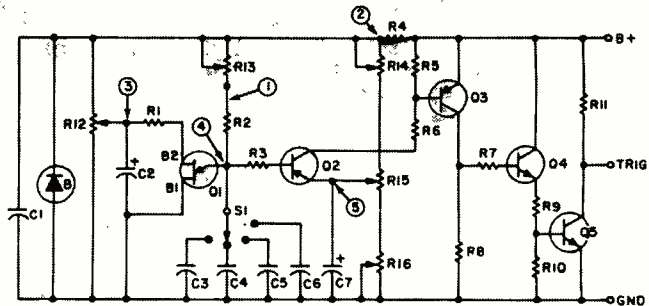 2 R4
B+
R13 R14 R5
1 Q3 R11
3
R12 R1 R2 R6
4
B2 R3 Q2 R7 Q4 TRIG
C2 B1 Q1 R15
B S1 5 R9
C1 Q5
R8
R16 R10
C3 C4 C5 C6 C7
GND